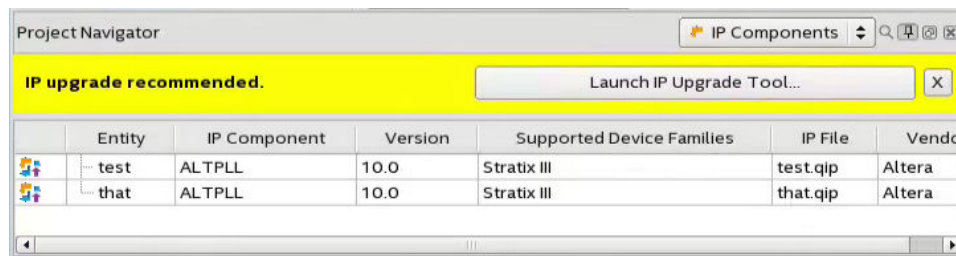 Project Navigator IP Components
IP upgrade recommended. Launch IP Upgrade Tool... X
Entity IP Component Version Supported Device Families IP File Vendo
test ALTPLL 10.0 Stratix III test.qip Altera
that ALTPLL 10.0 Stratix III that.qip Altera